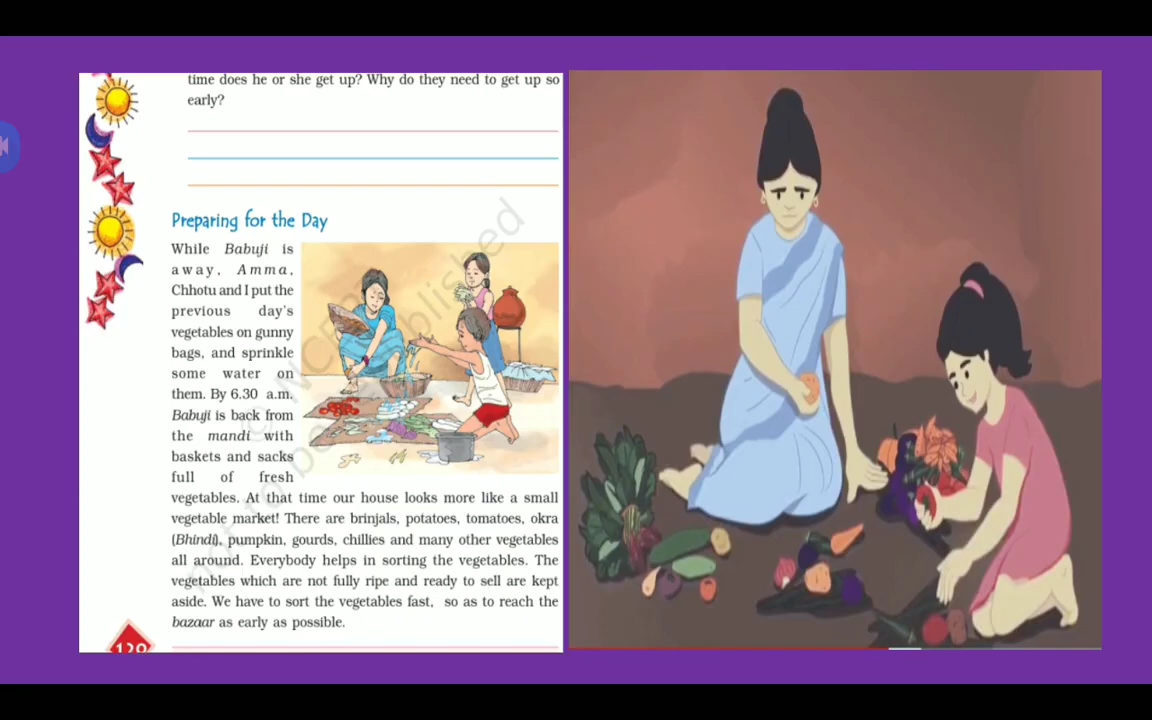 time does he or she get up? Why do they need to get up so
early?
Preparing for the Day
While Babuji is
away, Amma,
Chhotu and I put the
previous day's
vegetables on gunny
bags, and sprinkle
some water on
them. By 6.30 a.m.
Babuji is back from
the mandi with
baskets and sacks
full of fresh
vegetables. At that time our house looks more like a small
vegetable market! There are brinjals, potatoes, tomatoes, okra
(Bhindi), pumpkin, gourds, chillies and many other vegetables
all around. Everybody helps in sorting the vegetables. The
vegetables which are not fully ripe and ready to sell are kept
aside. We have to sort the vegetables fast, so as to reach the
bazaar as early as possible.